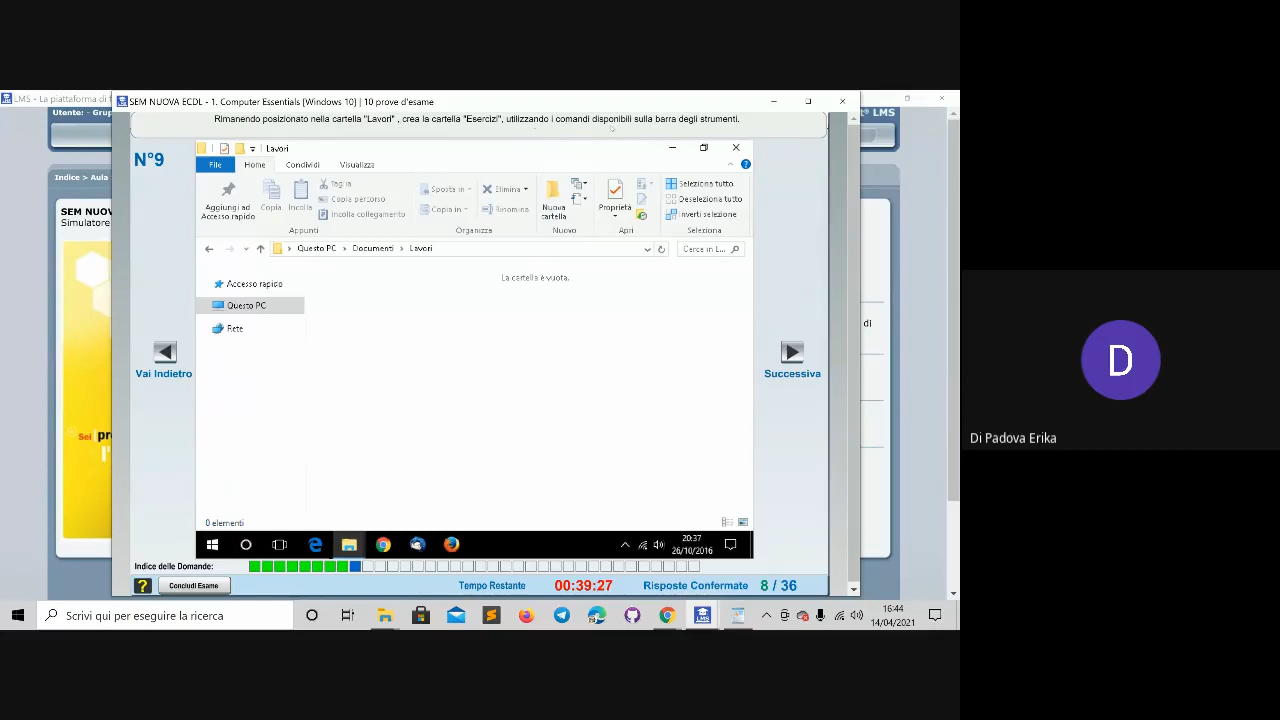 LMS - La piattaforma di f
SEM NUOVA ECDL - 1. Computer Essentials [Windows 10] | 10 prove d'esame
Utente: - Grup
® LMS
Rimanendo posizionato nella cartella "Lavori" , crea la cartella "Esercizi", utilizzando i comandi disponibili sulla barra degli strumenti.
Indice > Aula
SEM NUOV
Simulatore
Sei pr
l'
di
N°9
Lavori
File
Home
Condividi
Visualizza
Aggiungi ad
Accesso rapido
Copia
Incolla
Taglia
Copia percorso
Incolla collegamento
Appunti
Sposta in
Copia in
Elimina
Rinomina
Organizza
Nuova
cartella
Nuovo
Proprietà
Apri
Seleziona tutto
Deseleziona tutto
Inverti selezione
Seleziona
Questo PC
Documenti
Lavori
Cerca in L...
Accesso rapido
Questo PC
Rete
La cartella è vuota.
Vai Indietro
Successiva
0 elementi
20:37
26/10/2016
Indice delle Domande:
?
Concludi Esame
Tempo Restante
00:39:27
Risposte Confermate
8 / 36
Scrivi qui per eseguire la ricerca
LMS
16:44
14/04/2021
D
Di Padova Erika